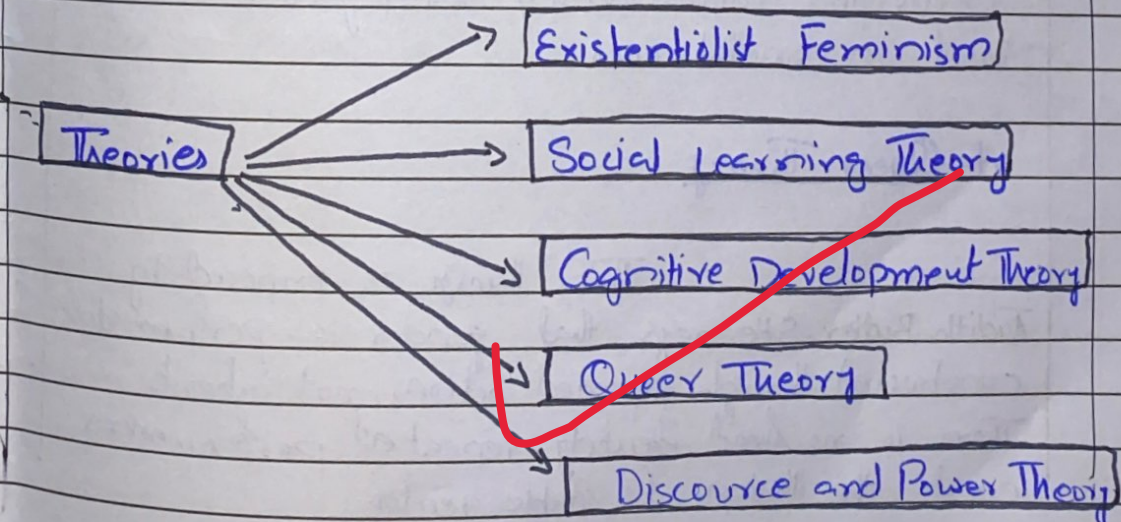 Existentialist Feminism
Theories
Social Learning Theory
Cognitive Development Theory
Queer Theory
Discource and Power Theory